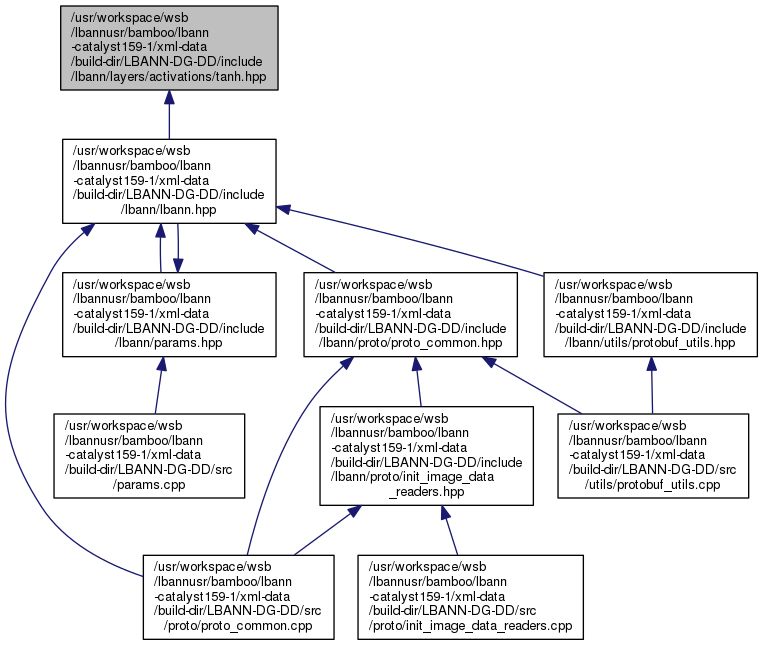 /usr/workspace/wsb
/lbannusr/bamboo/lbann
-catalyst159-1/xml-data
/build-dir/LBANN-DG-DD/include
/lbann/layers/activations/tanh.hpp
/usr/workspace/wsb
/lbannusr/bamboo/lbann
-catalyst159-1/xml-data
/build-dir/LBANN-DG-DD/include
/lbann/lbann.hpp
/usr/workspace/wsb
/lbannusr/bamboo/lbann
-catalyst159-1/xml-data
/build-dir/LBANN-DG-DD/include
/lbann/params.hpp
/usr/workspace/wsb
/lbannusr/bamboo/lbann
-catalyst159-1/xml-data
/build-dir/LBANN-DG-DD/include
/lbann/proto/proto_common.hpp
/usr/workspace/wsb
/lbannusr/bamboo/lbann
-catalyst159-1/xml-data
/build-dir/LBANN-DG-DD/include
/lbann/utils/protobuf_utils.hpp
/usr/workspace/wsb
/lbannusr/bamboo/lbann
-catalyst159-1/xml-data
/build-dir/LBANN-DG-DD/src
/params.cpp
/usr/workspace/wsb
/lbannusr/bamboo/lbann
-catalyst159-1/xml-data
/build-dir/LBANN-DG-DD/include
/lbann/proto/init_image_data
_readers.hpp
/usr/workspace/wsb
/lbannusr/bamboo/lbann
-catalyst159-1/xml-data
/build-dir/LBANN-DG-DD/src
/utils/protobuf_utils.cpp
/usr/workspace/wsb
/lbannusr/bamboo/lbann
-catalyst159-1/xml-data
/build-dir/LBANN-DG-DD/src
/proto/proto_common.cpp
/usr/workspace/wsb
/lbannusr/bamboo/lbann
-catalyst159-1/xml-data
/build-dir/LBANN-DG-DD/src
/proto/init_image_data_readers.cpp